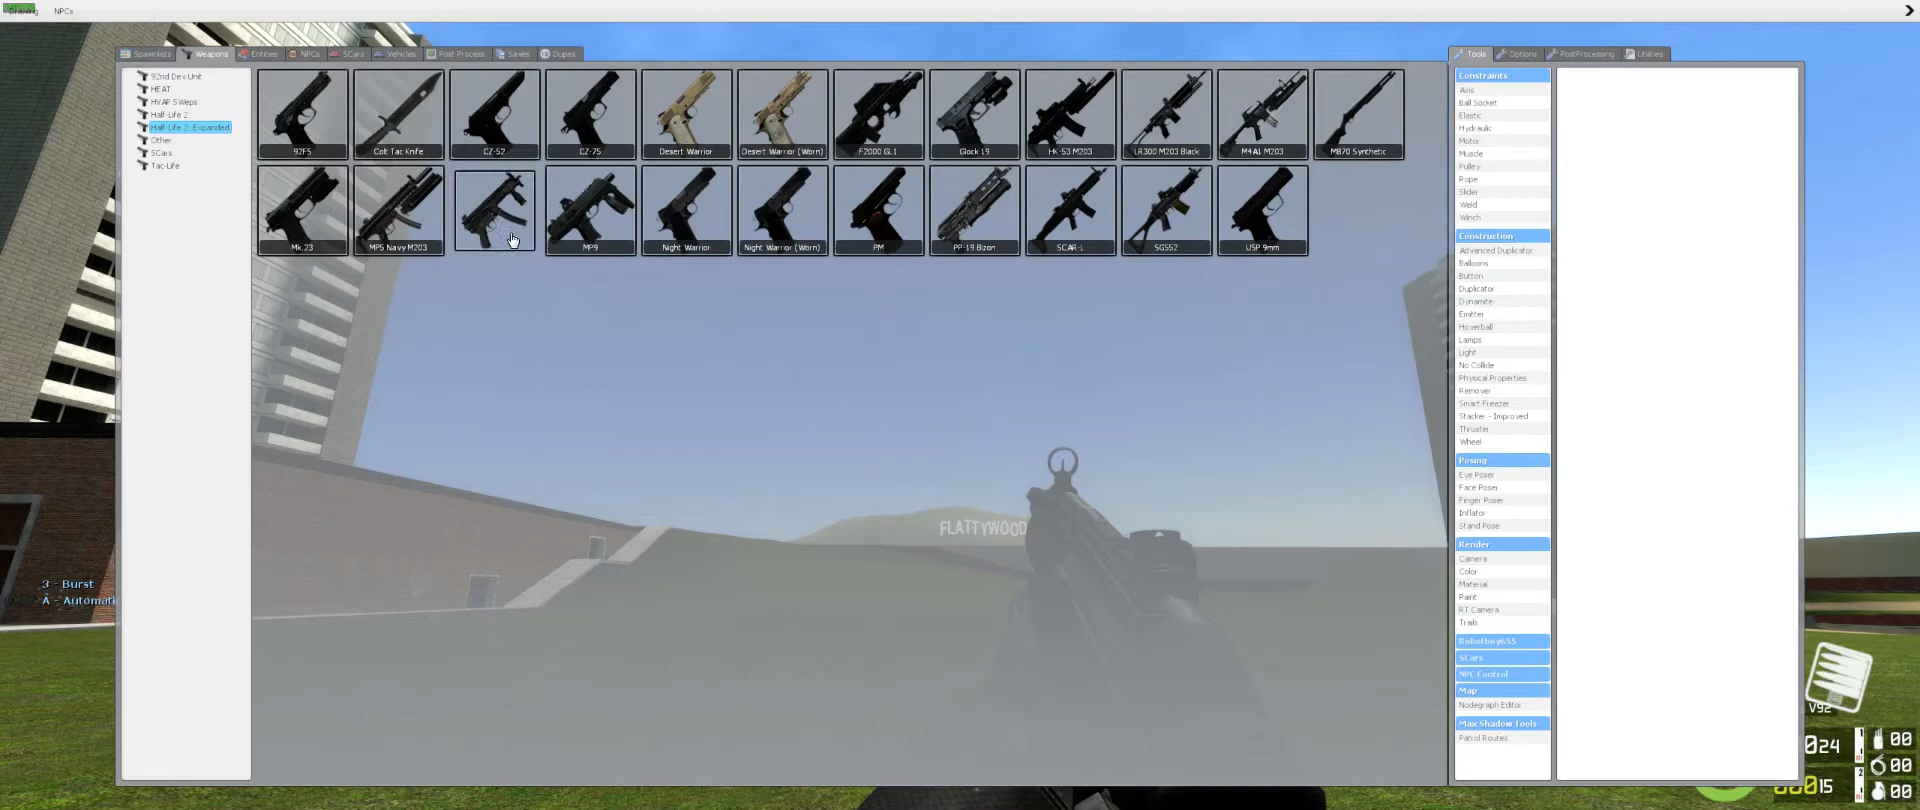 Drawing NPCs
Spawnlists Weapons Entities NPCs SCars Vehicles Post Process Saves Dupes
Tools Options PostProcessing Utilities
92nd Dev Unit
HEAT
HVAP SWeps
Half-Life 2
Half-Life 2: Expanded
Other
SCars
Tac-Life
92FS Colt Tac Knife CZ-52 CZ-75 Desert Warrior Desert Warrior (Worn) F2000 GL1 Glock 19 HK-53 M203 LR300 M203 Black M4A1 M203 M870 Synthetic
Mk.23 MP5 Navy M203 MP9 Night Warrior Night Warrior (Worn) PM PP-19 Bizon SCAR-L SG552 USP 9mm
Constraints
Axis
Ball Socket
Elastic
Hydraulic
Motor
Muscle
Pulley
Rope
Slider
Weld
Winch
Construction
Advanced Duplicator
Balloons
Button
Duplicator
Dynamite
Emitter
Hoverball
Lamps
Light
No Collide
Physical Properties
Remover
Smart Freezer
Stacker - Improved
Thruster
Wheel
Posing
Eye Poser
Face Poser
Finger Poser
Inflator
Stand Pose
Render
Camera
Color
Material
Paint
RT Camera
Trails
Robotboy655
SCars
NPC Control
Map
Nodegraph Editor
Max Shadow Tools
Patrol Routes
FLATTYWOOD
3 - Burst
A - Automati
V92
024
1
00
00
2
015
00